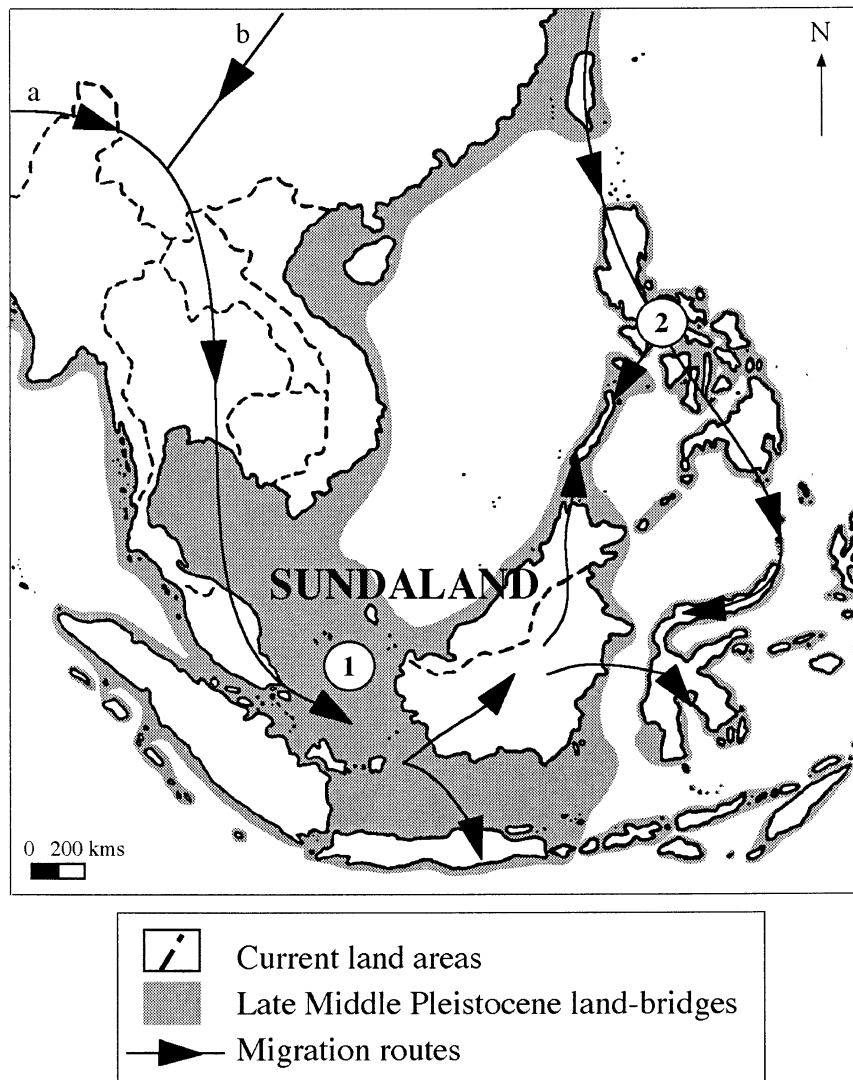 b
N
a
2
SUNDALAND
1
0 200 kms
Current land areas
Late Middle Pleistocene land-bridges
Migration routes